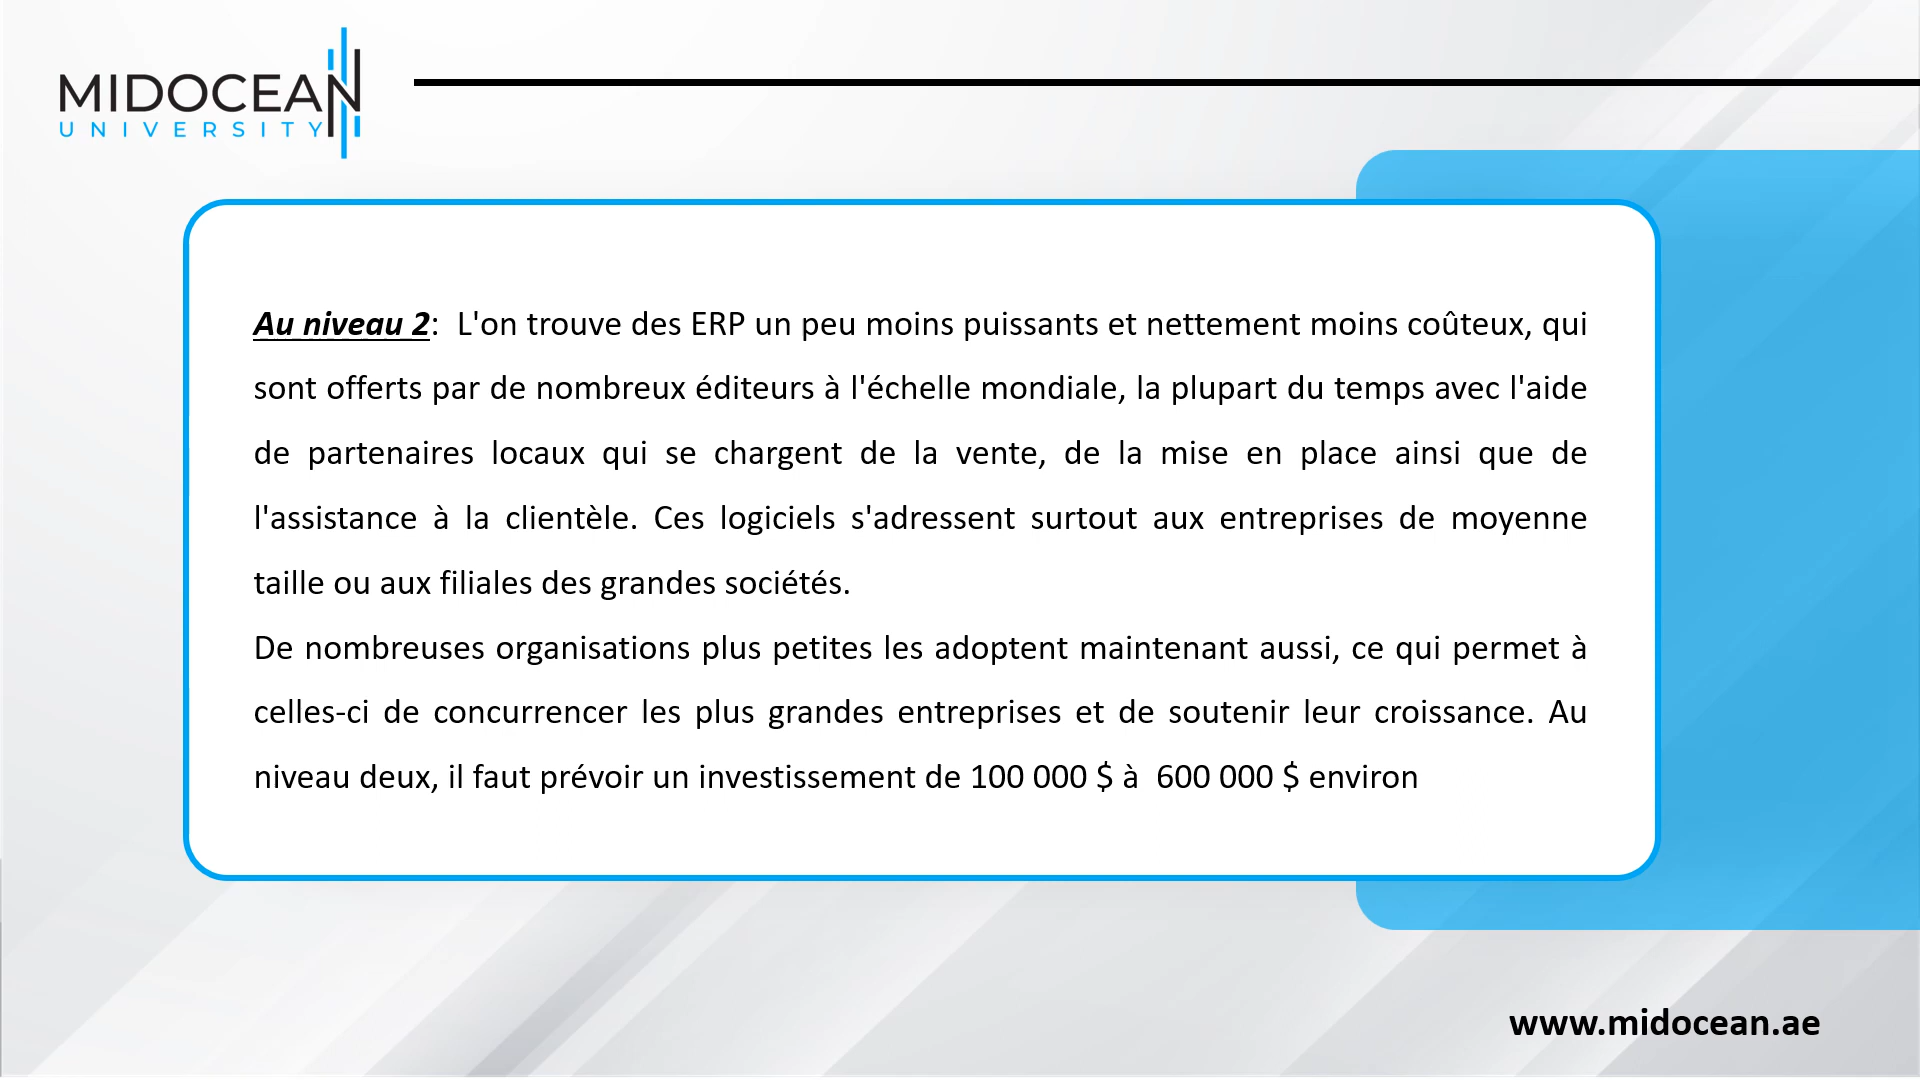 MIDOCEAN
UNIVERSITY
Au niveau 2:  L'on trouve des ERP un peu moins puissants et nettement moins coûteux, qui
sont offerts par de nombreux éditeurs à l'échelle mondiale, la plupart du temps avec l'aide
de partenaires locaux qui se chargent de la vente, de la mise en place ainsi que de
l'assistance à la clientèle. Ces logiciels s'adressent surtout aux entreprises de moyenne
taille ou aux filiales des grandes sociétés.
De nombreuses organisations plus petites les adoptent maintenant aussi, ce qui permet à
celles-ci de concurrencer les plus grandes entreprises et de soutenir leur croissance. Au
niveau deux, il faut prévoir un investissement de 100 000 $ à  600 000 $ environ
www.midocean.ae